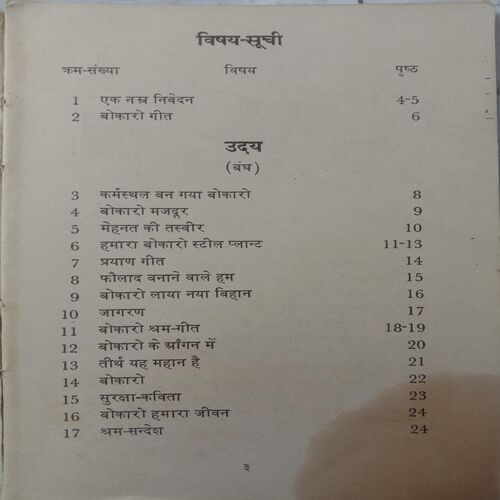 विषय-सूची
क्रम-संख्या विषय पृष्ठ
1 एक नम्र निवेदन 4-5
2 बोकारो गीत 6
उदय
(बंध)
3 कर्मस्थल बन गया बोकारो 8
4 बोकारो मजदूर 9
5 मेहनत की तस्वीर 10
6 हमारा बोकारो स्टील प्लान्ट 11-13
7 प्रयाण गीत 14
8 फौलाद बनाने वाले हम 15
9 बोकारो लाया नया विहान 16
10 जागरण 17
11 बोकारो श्रम-गीत 18-19
12 बोकारो के आँगन में 20
13 तीर्थ यह महान है 21
14 बोकारो 22
15 सुरक्षा-कविता 23
16 बोकारो हमारा जीवन 24
17 श्रम-सन्देश 24
३